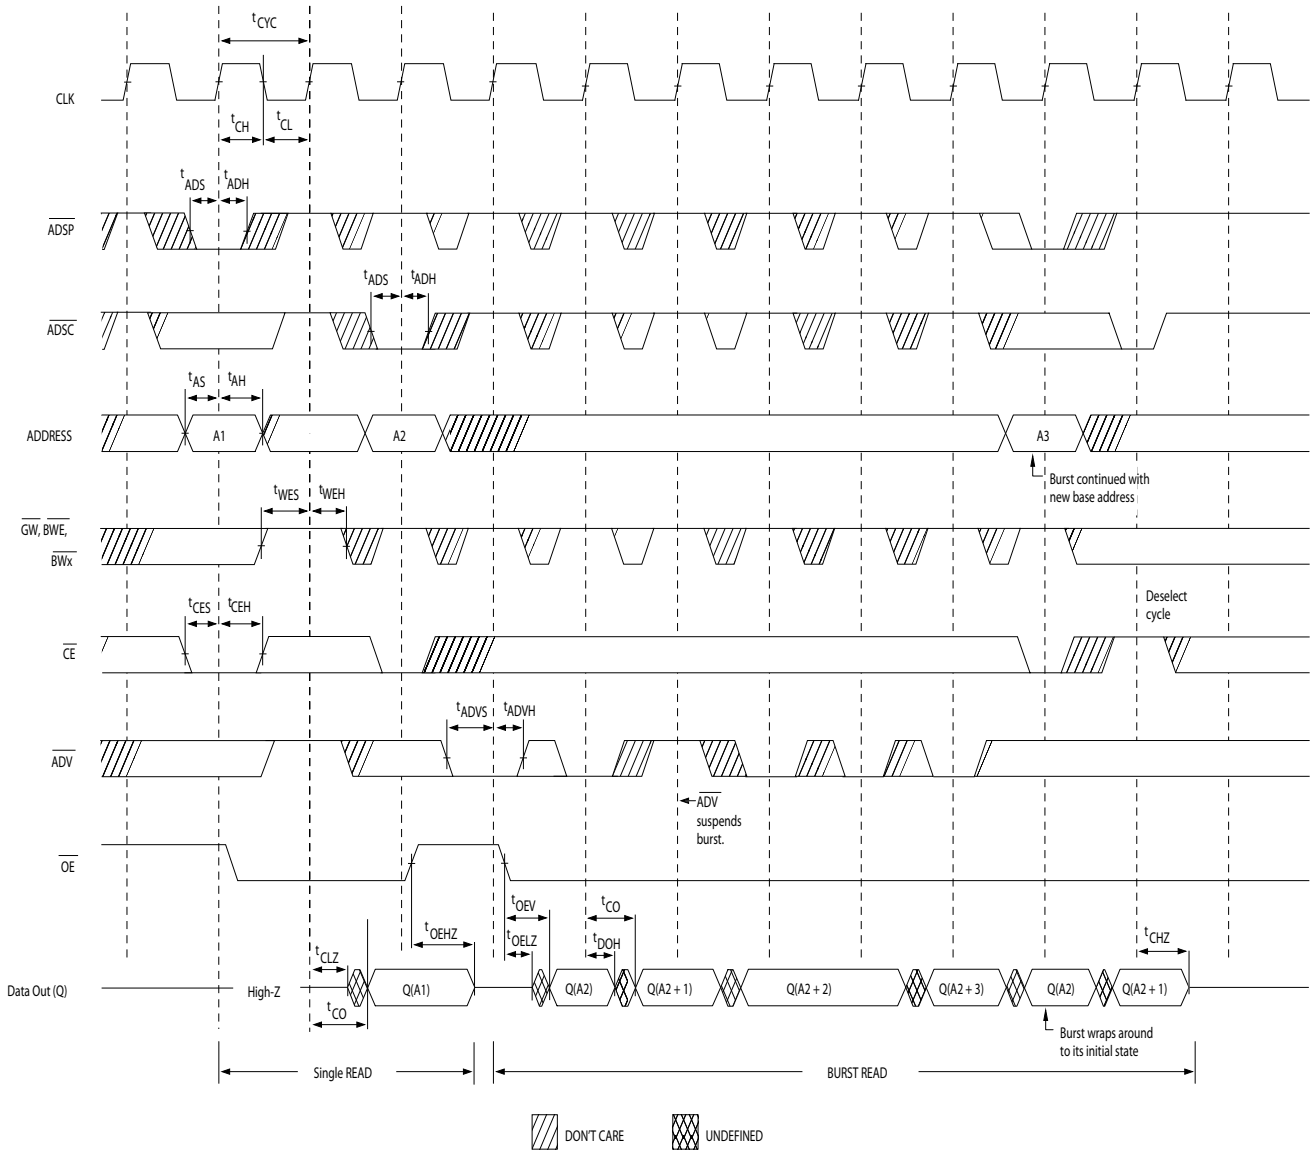 tCYC
CLK
tCH
tCL
tADS
tADH
ADSP
tADS
tADH
ADSC
tAS
tAH
ADDRESS
A1
A2
A3
Burst continued with
new base address
tWES
tWEH
GW, BWE,
BWx
Deselect
cycle
tCES
tCEH
CE
tADVS
tADVH
ADV
ADV
suspends
burst.
OE
tOEV
tCO
tOEHZ
tOELZ
tDOH
tCHZ
tCLZ
Data Out (Q)
High-Z
Q(A1)
Q(A2)
Q(A2 + 1)
Q(A2 + 2)
Q(A2 + 3)
Q(A2)
Q(A2 + 1)
tCO
Burst wraps around
to its initial state
Single READ
BURST READ
DON'T CARE
UNDEFINED